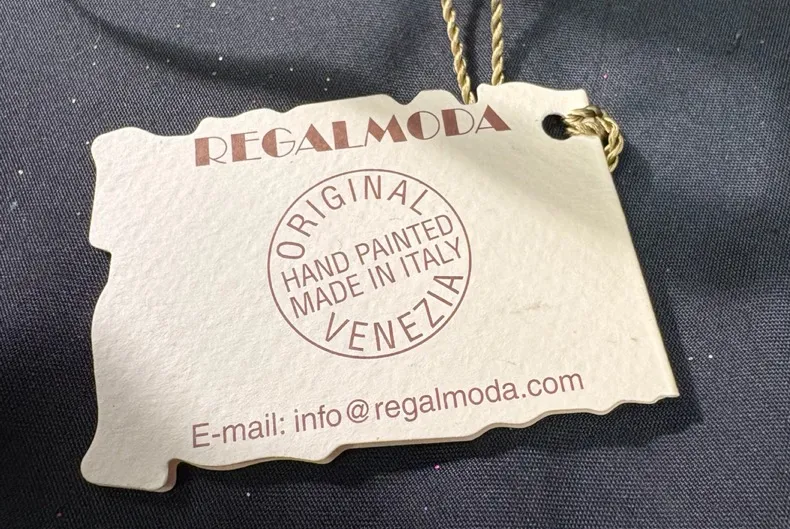 REGALMODA
ORIGINAL
HAND PAINTED
MADE IN ITALY
VENEZIA
E-mail: info@regalmoda.com